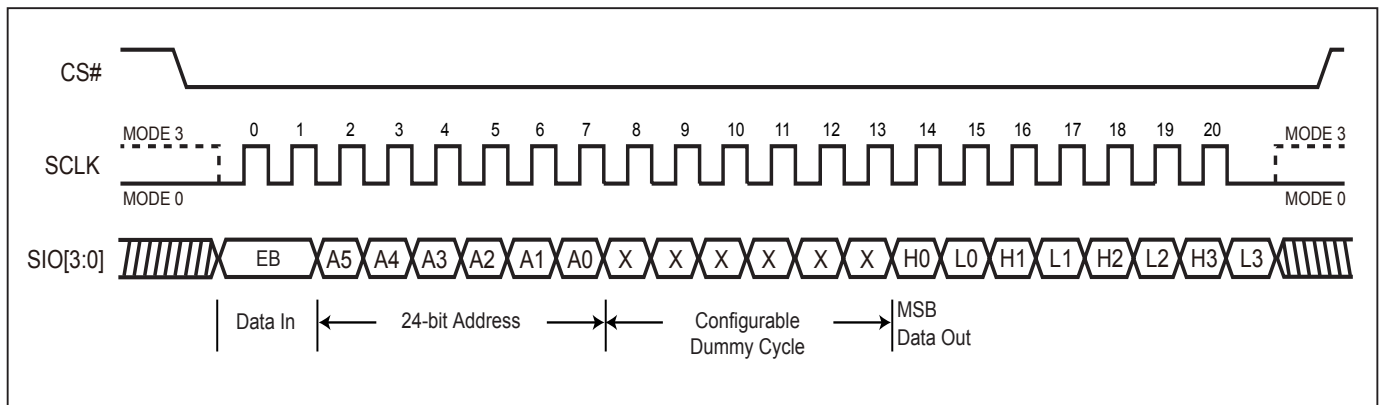 CS#
MODE 3 0 1 2 3 4 5 6 7 8 9 10 11 12 13 14 15 16 17 18 19 20 MODE 3
SCLK
MODE 0 MODE 0
SIO[3:0] EB A5 A4 A3 A2 A1 A0 X X X X X X H0 L0 H1 L1 H2 L2 H3 L3
Data In 24-bit Address Configurable Dummy Cycle MSB Data Out